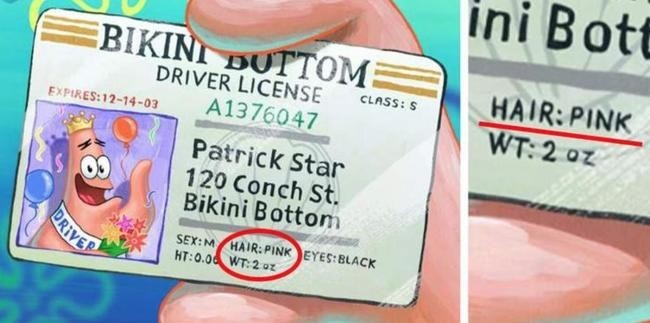 BIKINI BOTTOM
DRIVER LICENSE
EXPIRES:12-14-03
CLASS: S
A1376047
Patrick Star
120 Conch St.
Bikini Bottom
DRIVER
SEX:M HAIR:PINK EYES:BLACK
HT:0.06 WT:2 oz
ini Bott
HAIR:PINK
WT:2 oz